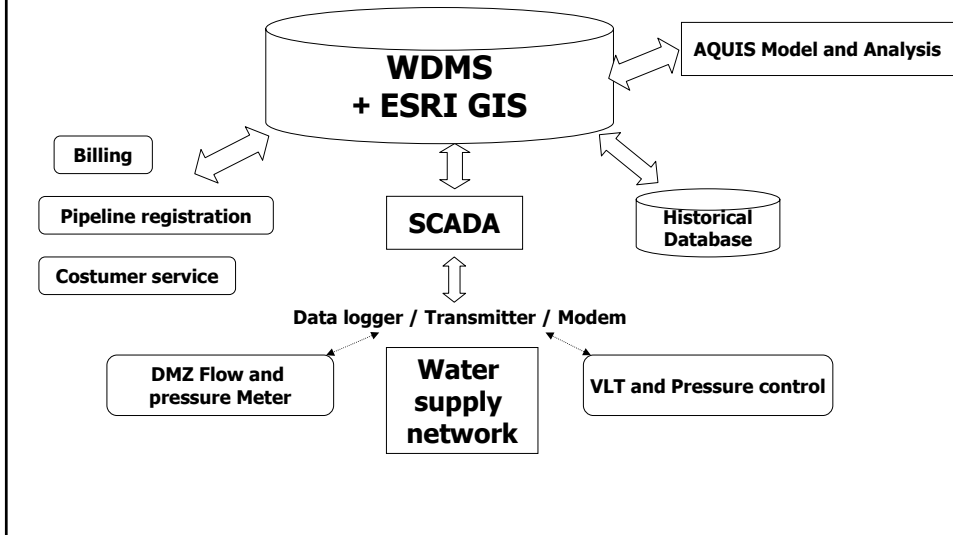 WDMS
+ ESRI GIS
AQUIS Model and Analysis
Billing
Pipeline registration
Costumer service
SCADA
Historical
Database
Data logger / Transmitter / Modem
DMZ Flow and
pressure Meter
Water
supply
network
VLT and Pressure control